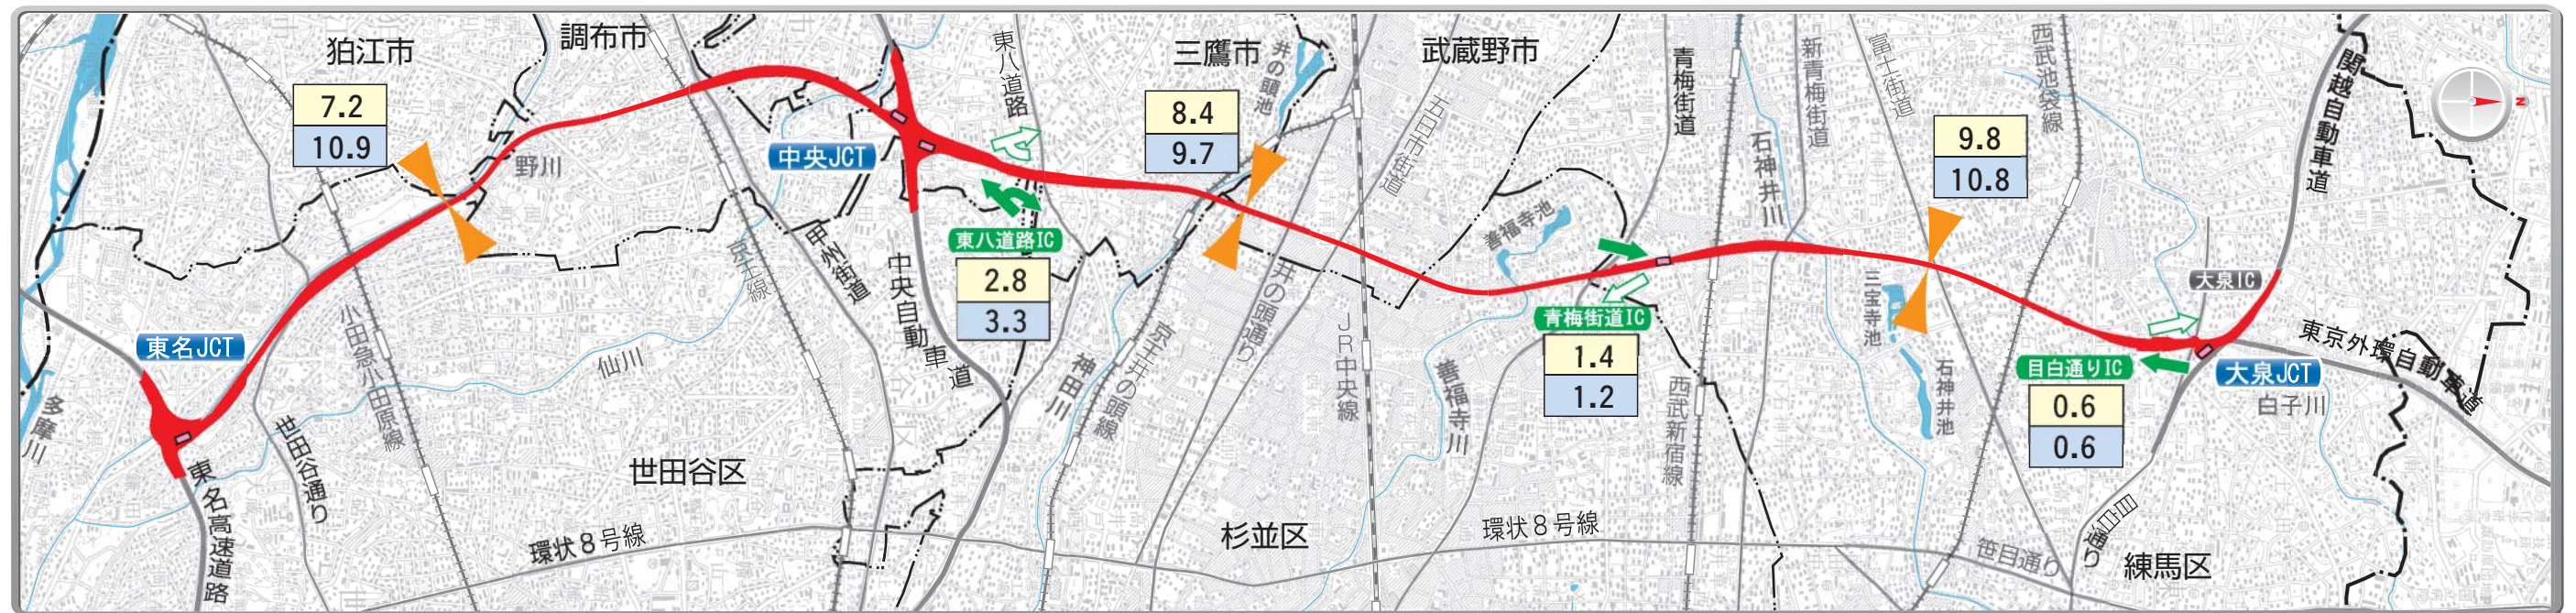 狛江市
調布市
東八道路
三鷹市
井の頭池
武蔵野市
五日市街道
青梅街道
石神井川
新青梅街道
富士街道
西武池袋線
関越自動車道
N
7.2
10.9
野川
中央JCT
8.4
9.7
9.8
10.8
東八道路IC
2.8
3.3
善福寺池
青梅街道IC
1.4
1.2
三宝寺池
石神井池
大泉IC
東京外環自動車道
目白通りIC
0.6
0.6
大泉JCT
白子川
東名JCT
多摩川
小田急小田原線
世田谷通り
仙川
京王線
甲州街道
中央自動車道
神田川
京王井の頭線
井の頭通り
JR中央線
善福寺川
西武新宿線
東名高速道路
世田谷区
環状8号線
杉並区
環状8号線
笹目通り
目白通り
練馬区